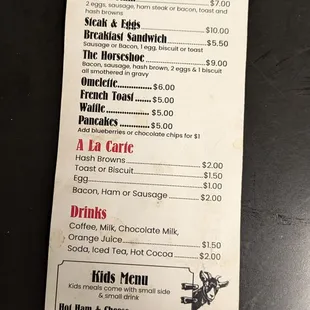 $7.00
2 eggs, sausage, ham steak or bacon, toast and
hash browns
Steak & Eggs $10.00
Breakfast Sandwich $5.50
Sausage or Bacon, 1 egg, biscuit or toast
The Horseshoe $9.00
Bacon, sausage, hash brown, 2 eggs & 1 biscuit
all smothered in gravy
Omelette $6.00
French Toast $5.00
Waffle $5.00
Pancakes $5.00
Add blueberries or chocolate chips for $1
A La Carte
Hash Browns $2.00
Toast or Biscuit $1.50
Egg $1.00
Bacon, Ham or Sausage $2.00
Drinks
Coffee, Milk, Chocolate Milk,
Orange Juice $1.50
Soda, Iced Tea, Hot Cocoa $2.00
Kids Menu
Kids meals come with small side
& small drink
Hot Ham & Cheese